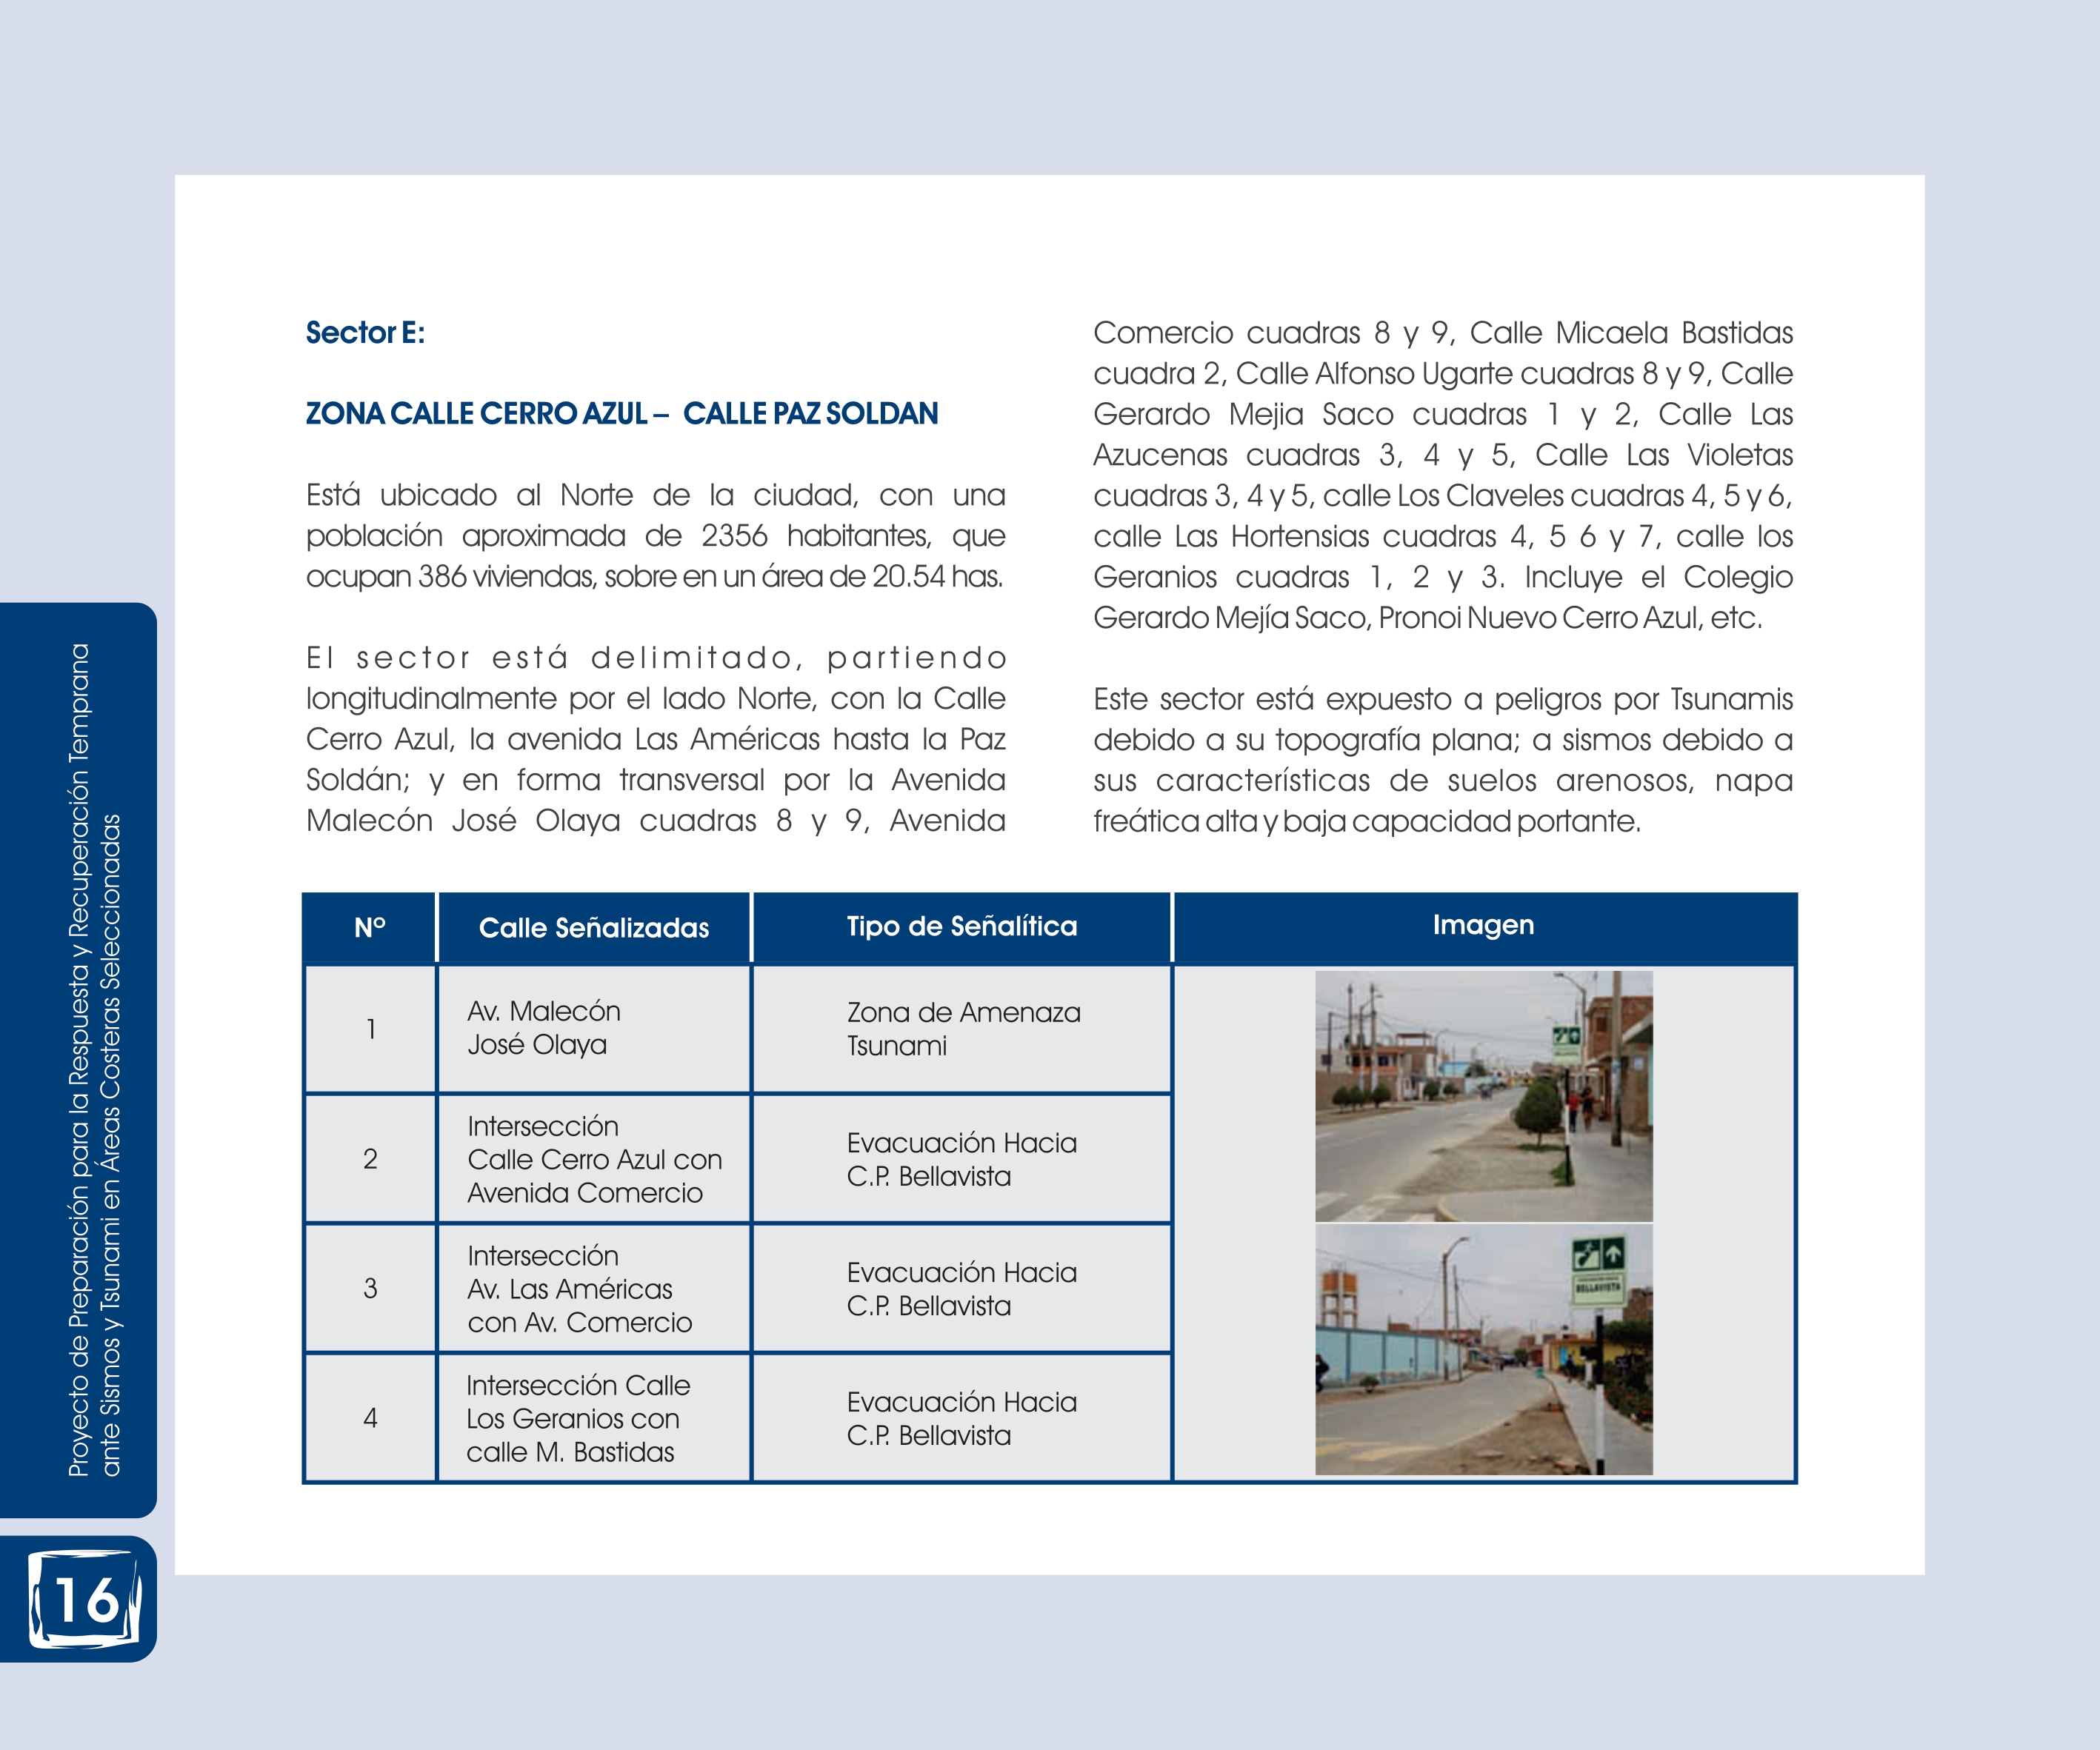 Sector E:
ZONA CALLE CERRO AZUL – CALLE PAZ SOLDAN
Está ubicado al Norte de la ciudad, con una
población aproximada de 2356 habitantes, que
ocupan 386 viviendas, sobre en un área de 20.54 has.
El sector está delimitado, partiendo
longitudinalmente por el lado Norte, con la Calle
Cerro Azul, la avenida Las Américas hasta la Paz
Soldán; y en forma transversal por la Avenida
Malecón José Olaya cuadras 8 y 9, Avenida
Comercio cuadras 8 y 9, Calle Micaela Bastidas
cuadra 2, Calle Alfonso Ugarte cuadras 8 y 9, Calle
Gerardo Mejia Saco cuadras 1 y 2, Calle Las
Azucenas cuadras 3, 4 y 5, Calle Las Violetas
cuadras 3, 4 y 5, calle Los Claveles cuadras 4, 5 y 6,
calle Las Hortensias cuadras 4, 5 6 y 7, calle los
Geranios cuadras 1, 2 y 3. Incluye el Colegio
Gerardo Mejía Saco, Pronoi Nuevo Cerro Azul, etc.
Este sector está expuesto a peligros por Tsunamis
debido a su topografía plana; a sismos debido a
sus características de suelos arenosos, napa
freática alta y baja capacidad portante.
Nº
Calle Señalizadas
Tipo de Señalítica
Imagen
1
Av. Malecón
José Olaya
Zona de Amenaza
Tsunami
2
Intersección
Calle Cerro Azul con
Avenida Comercio
Evacuación Hacia
C.P. Bellavista
3
Intersección
Av. Las Américas
con Av. Comercio
Evacuación Hacia
C.P. Bellavista
4
Intersección Calle
Los Geranios con
calle M. Bastidas
Evacuación Hacia
C.P. Bellavista
BELLAVISTA
Proyecto de Preparación para la Respuesta y Recuperación Temprana
ante Sismos y Tsunami en Áreas Costeras Seleccionadas
16